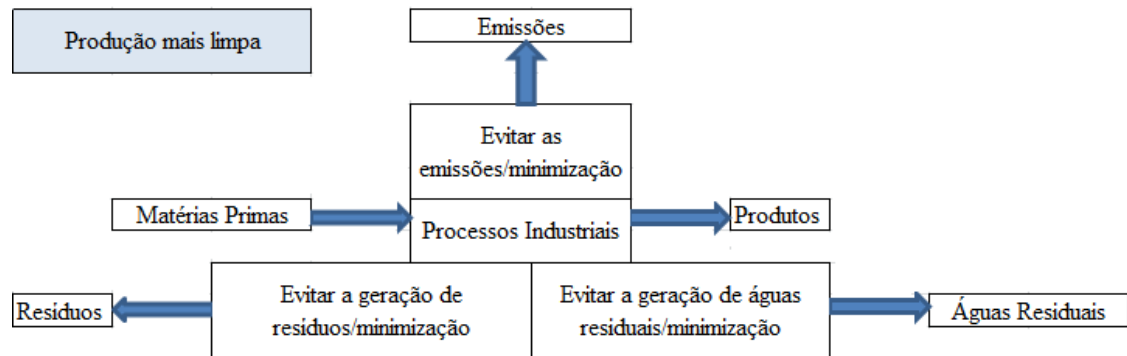 Produção mais limpa
Emissões
Evitar as
emissões/minimização
Matérias Primas
Processos Industriais
Produtos
Resíduos
Evitar a geração de
resíduos/minimização
Evitar a geração de águas
residuais/minimização
Águas Residuais